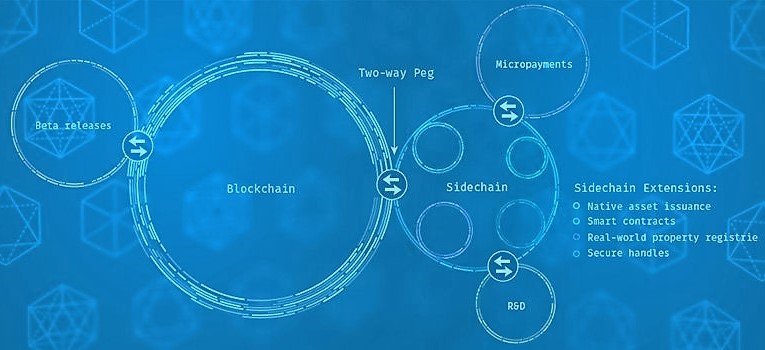 Two-way Peg
Micropayments
Beta releases
Blockchain
Sidechain
Sidechain Extensions:
Native asset issuance
Smart contracts
Real-world property registrie
Secure handles
R&D